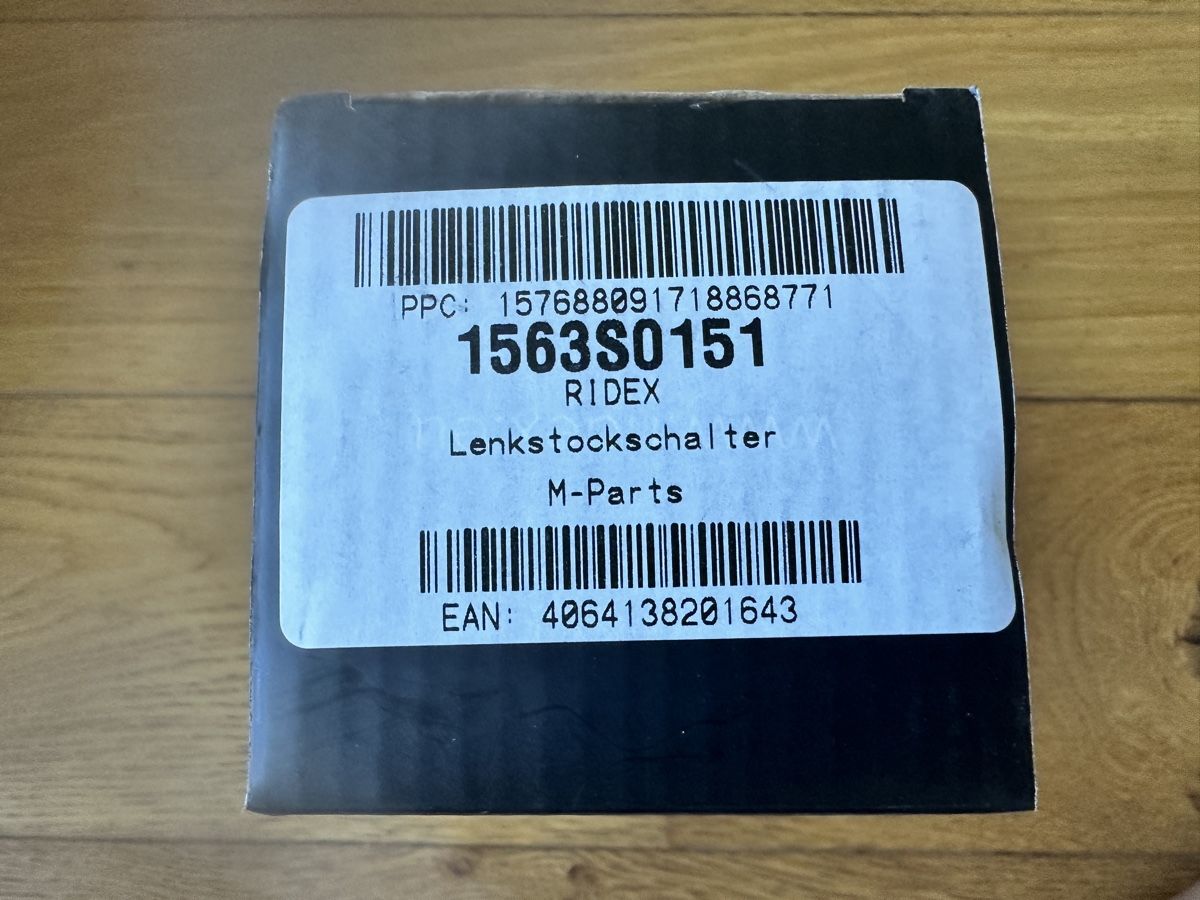 PPC: 157688091718868771
1563S0151
RIDEX
Lenkstockschalter
M-Parts
EAN: 4064138201643